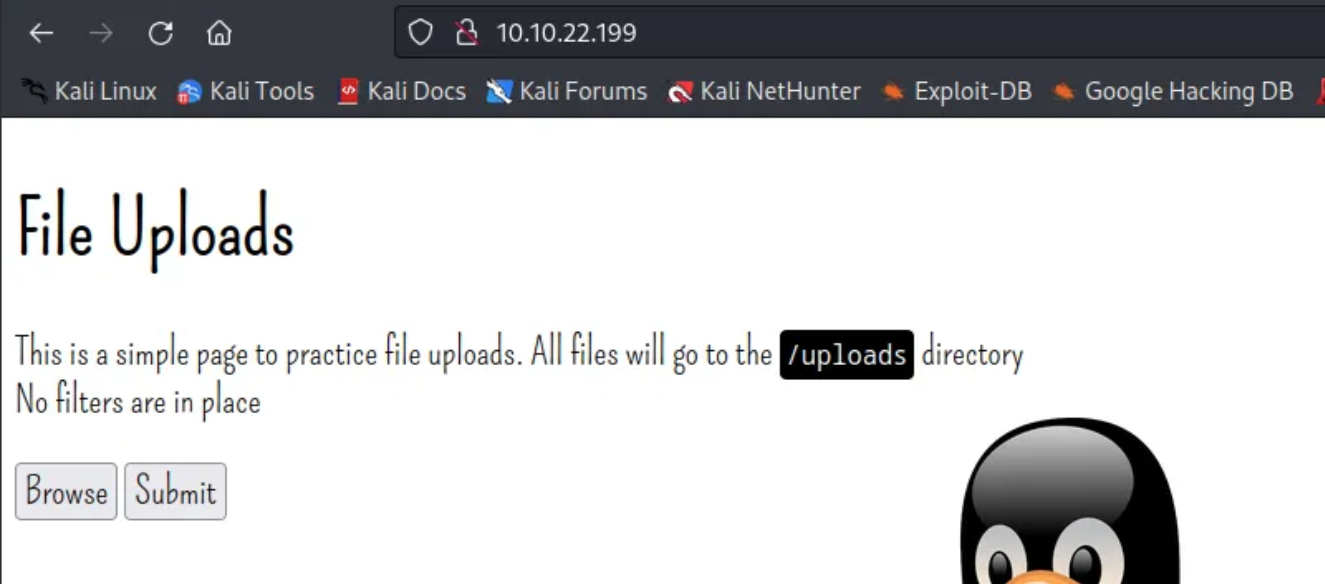 10.10.22.199
Kali Linux Kali Tools Kali Docs Kali Forums Kali NetHunter Exploit-DB Google Hacking DB
File Uploads
This is a simple page to practice file uploads. All files will go to the /uploads directory
No filters are in place
Browse Submit